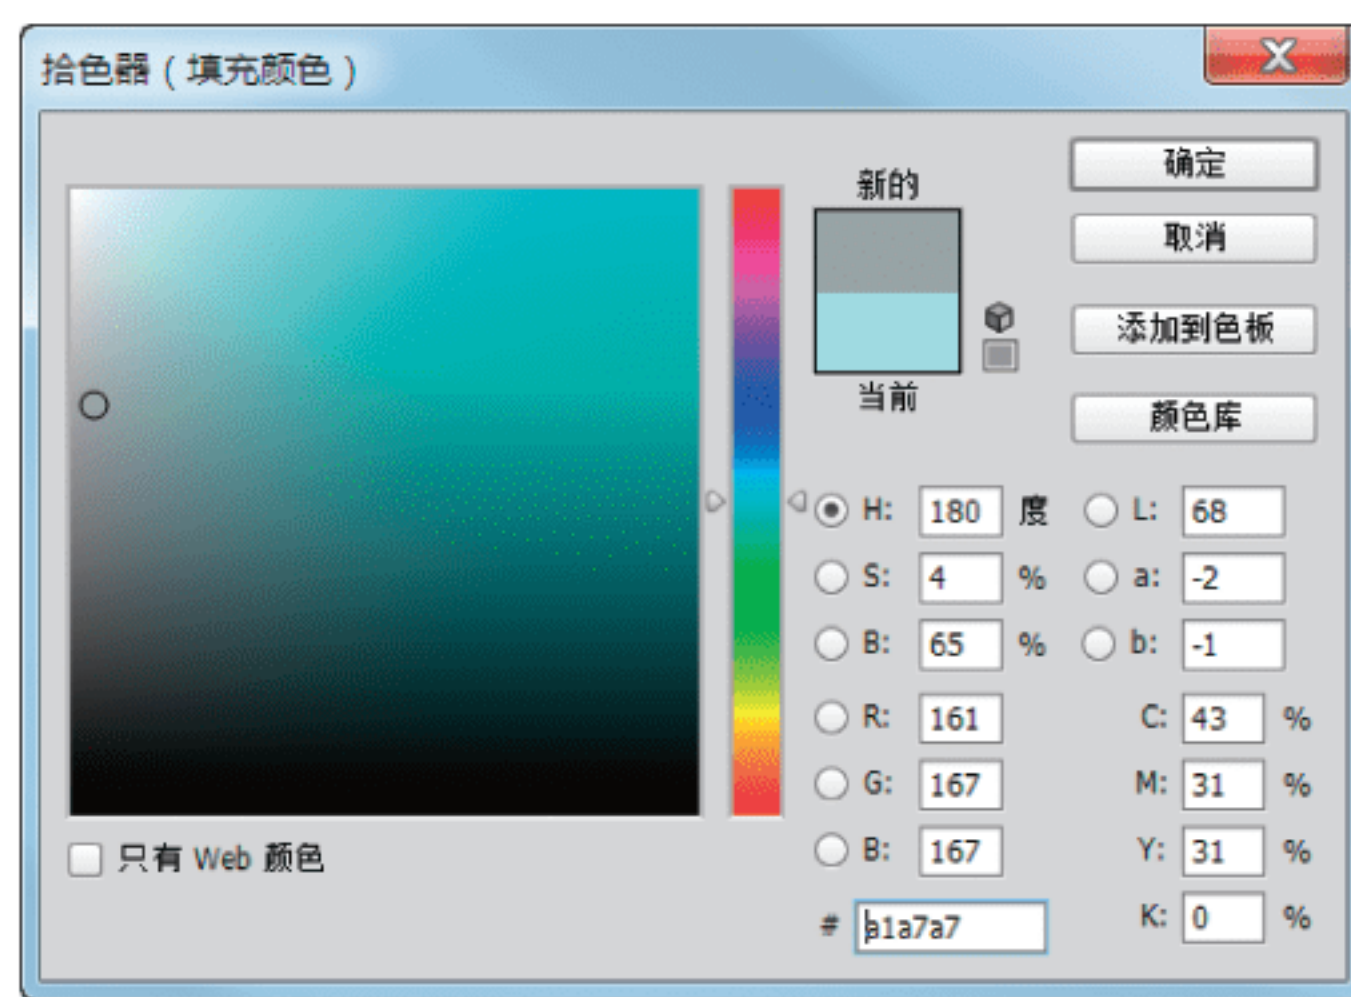 拾色器（填充颜色）
新的
当前
确定
取消
添加到色板
颜色库
H: 180 度
S: 4 %
B: 65 %
R: 161
G: 167
B: 167
# a1a7a7
L: 68
a: -2
b: -1
C: 43 %
M: 31 %
Y: 31 %
K: 0 %
只有 Web 颜色